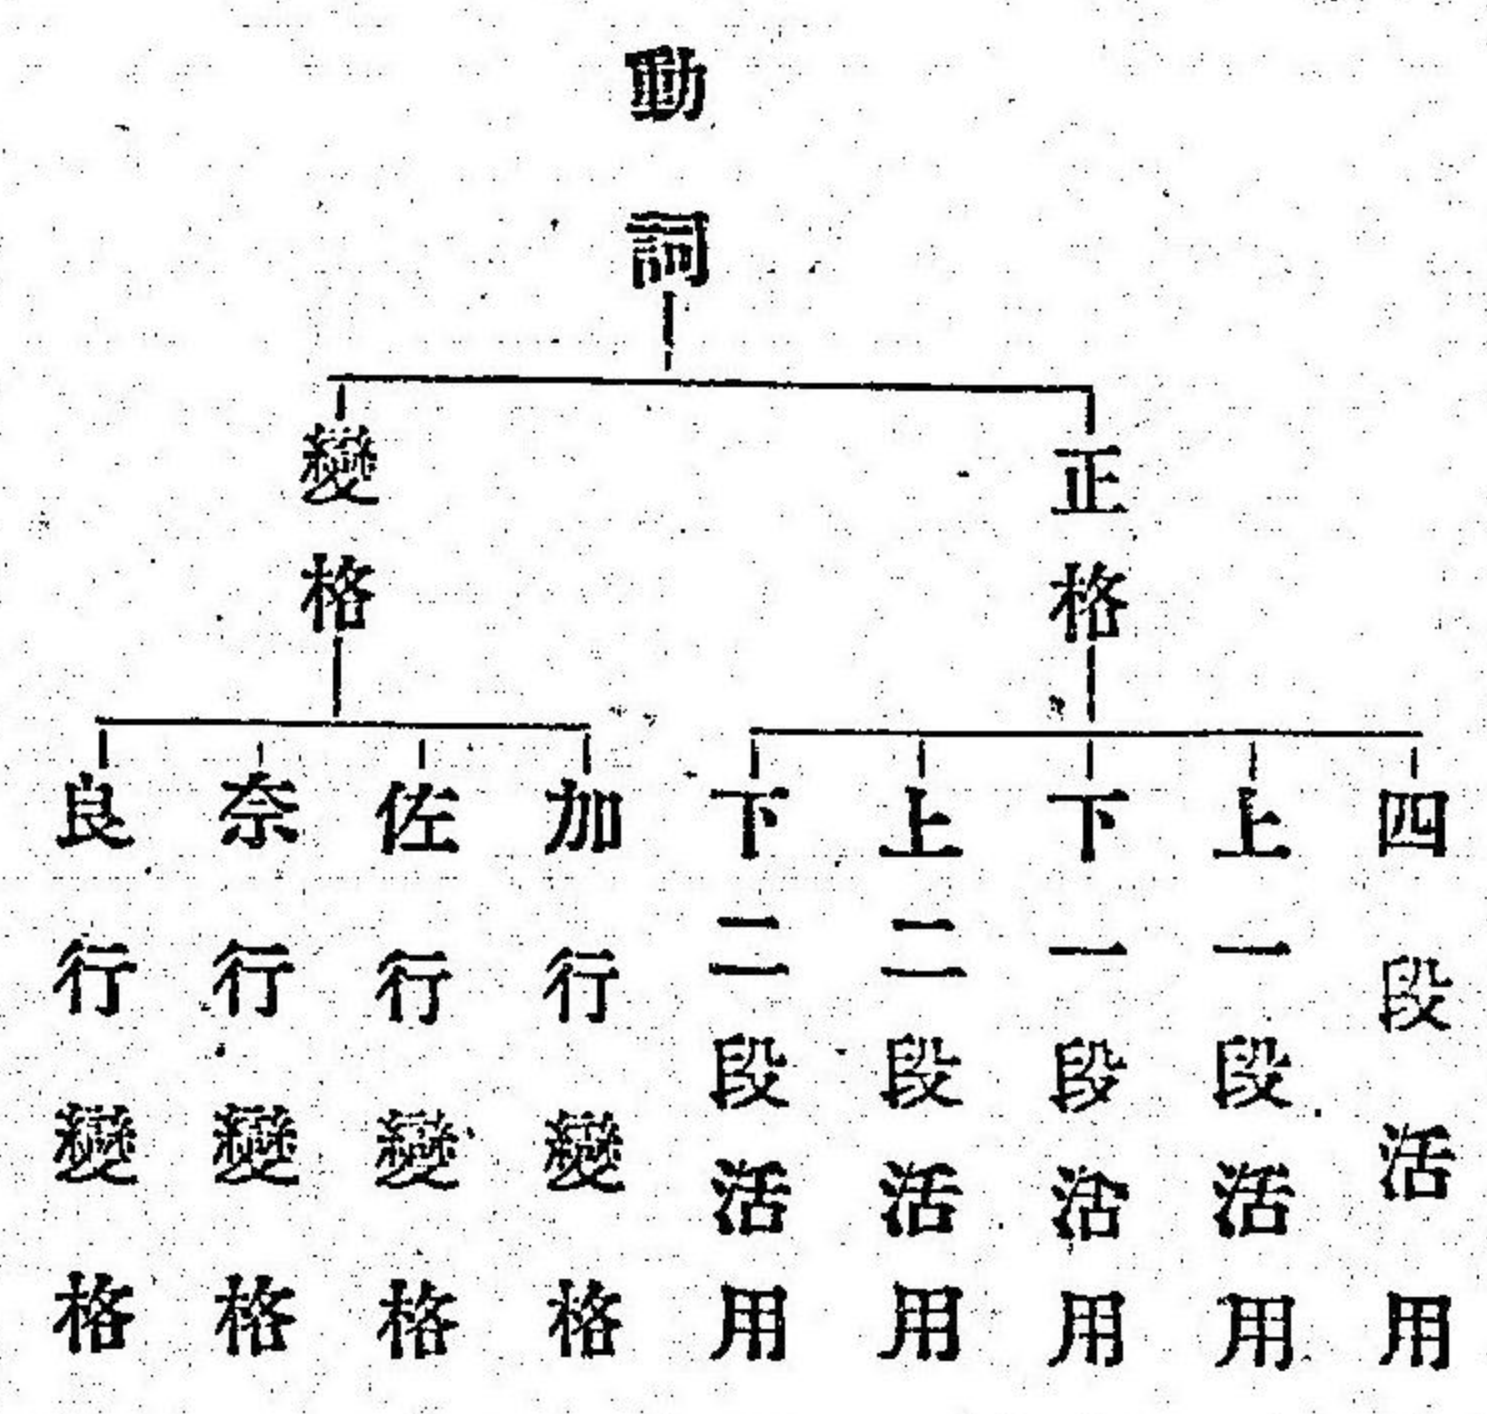 動詞
正格
四段活用
上一段活用
下一段活用
上二段活用
下二段活用
變格
加行變格
佐行變格
奈行變格
良行變格